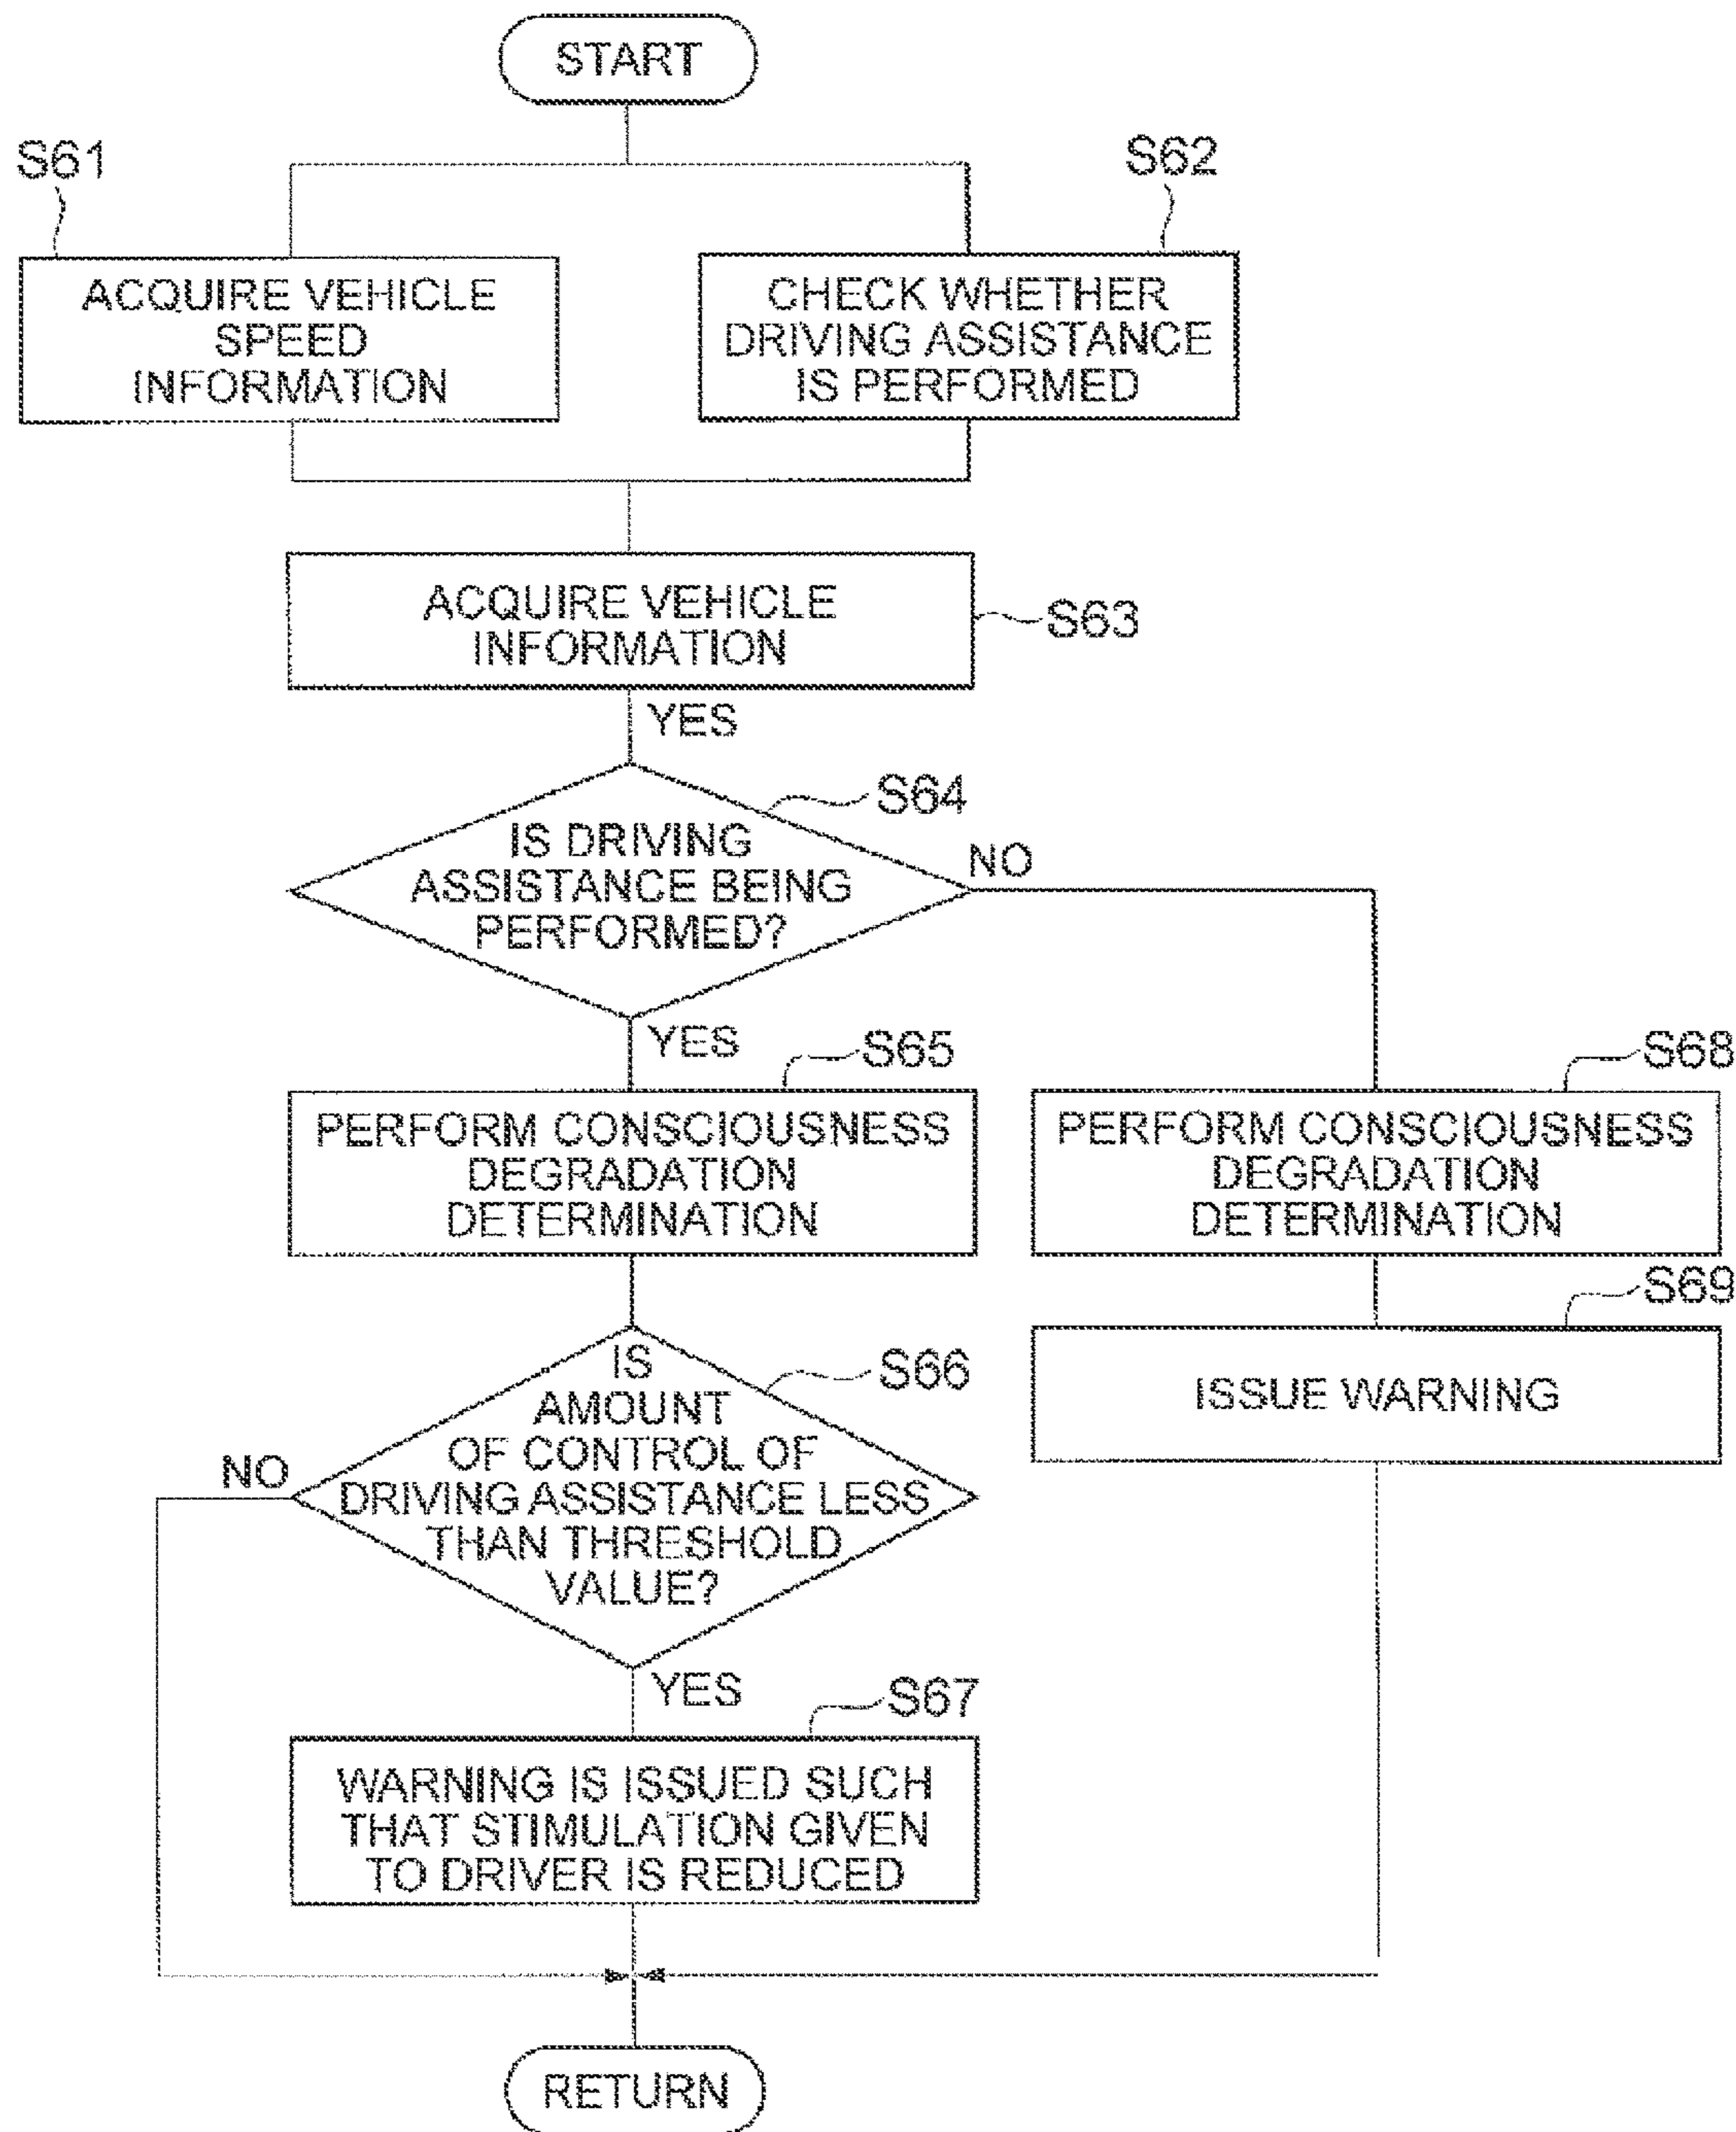 START
S61
S62
ACQUIRE VEHICLE
SPEED
INFORMATION
CHECK WHETHER
DRIVING ASSISTANCE
IS PERFORMED
ACQUIRE VEHICLE
INFORMATION
S63
YES
S64
IS DRIVING
ASSISTANCE BEING
PERFORMED?
NO
YES
S65
S68
PERFORM CONSCIOUSNESS
DEGRADATION
DETERMINATION
PERFORM CONSCIOUSNESS
DEGRADATION
DETERMINATION
S69
ISSUE WARNING
S66
IS
AMOUNT
OF CONTROL OF
DRIVING ASSISTANCE LESS
THAN THRESHOLD
VALUE?
NO
YES
S67
WARNING IS ISSUED SUCH
THAT STIMULATION GIVEN
TO DRIVER IS REDUCED
RETURN